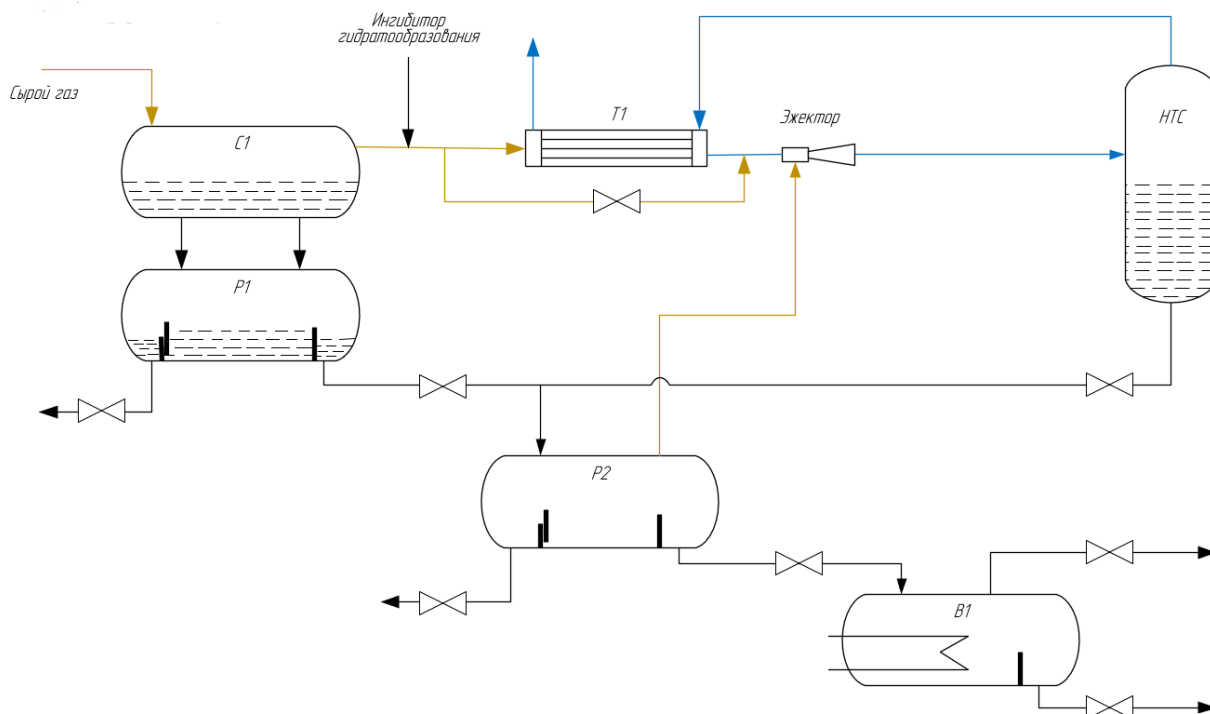 Ингибитор
гидратообразования
Сырой газ
С1
Т1
Эжектор
НТС
Р1
Р2
В1